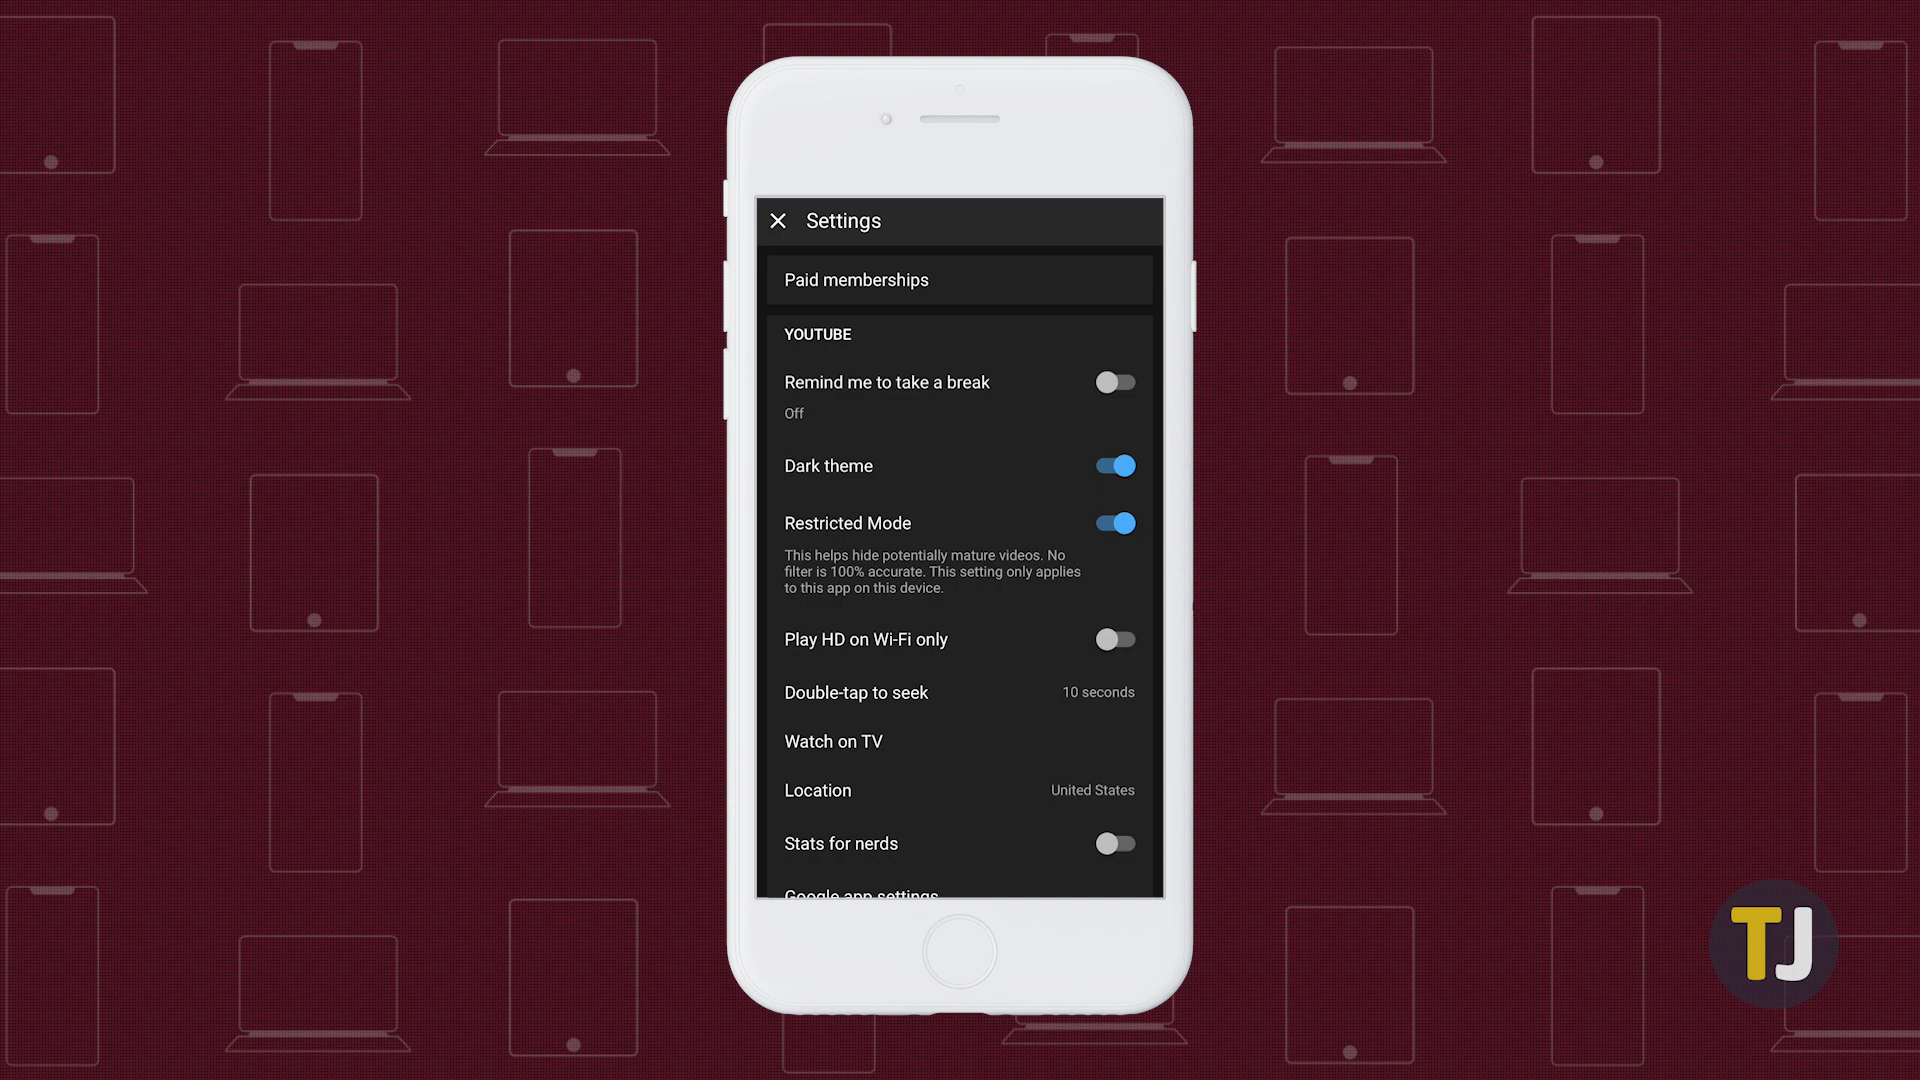 Settings
Paid memberships
YOUTUBE
Remind me to take a break
Off
Dark theme
Restricted Mode
This helps hide potentially mature videos. No
filter is 100% accurate. This setting only applies
to this app on this device.
Play HD on Wi-Fi only
Double-tap to seek 10 seconds
Watch on TV
Location United States
Stats for nerds
Google app settings
TJ